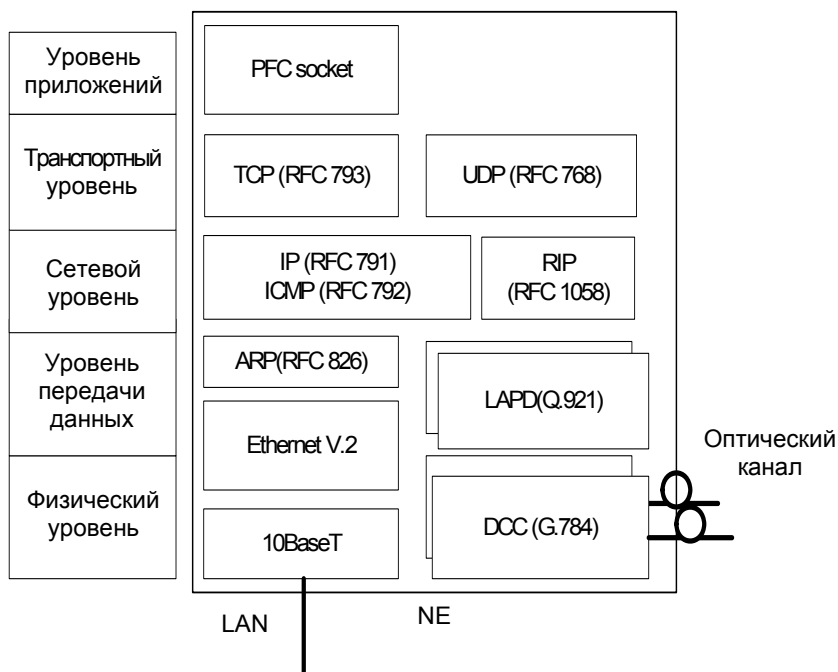 Уровень
приложений
Транспортный
уровень
Сетевой
уровень
Уровень
передачи
данных
Физический
уровень
PFC socket
TCP (RFC 793)
UDP (RFC 768)
IP (RFC 791)
ICMP (RFC 792)
RIP
(RFC 1058)
ARP(RFC 826)
LAPD(Q.921)
Ethernet V.2
DCC (G.784)
10BaseT
Оптический
канал
LAN
NE